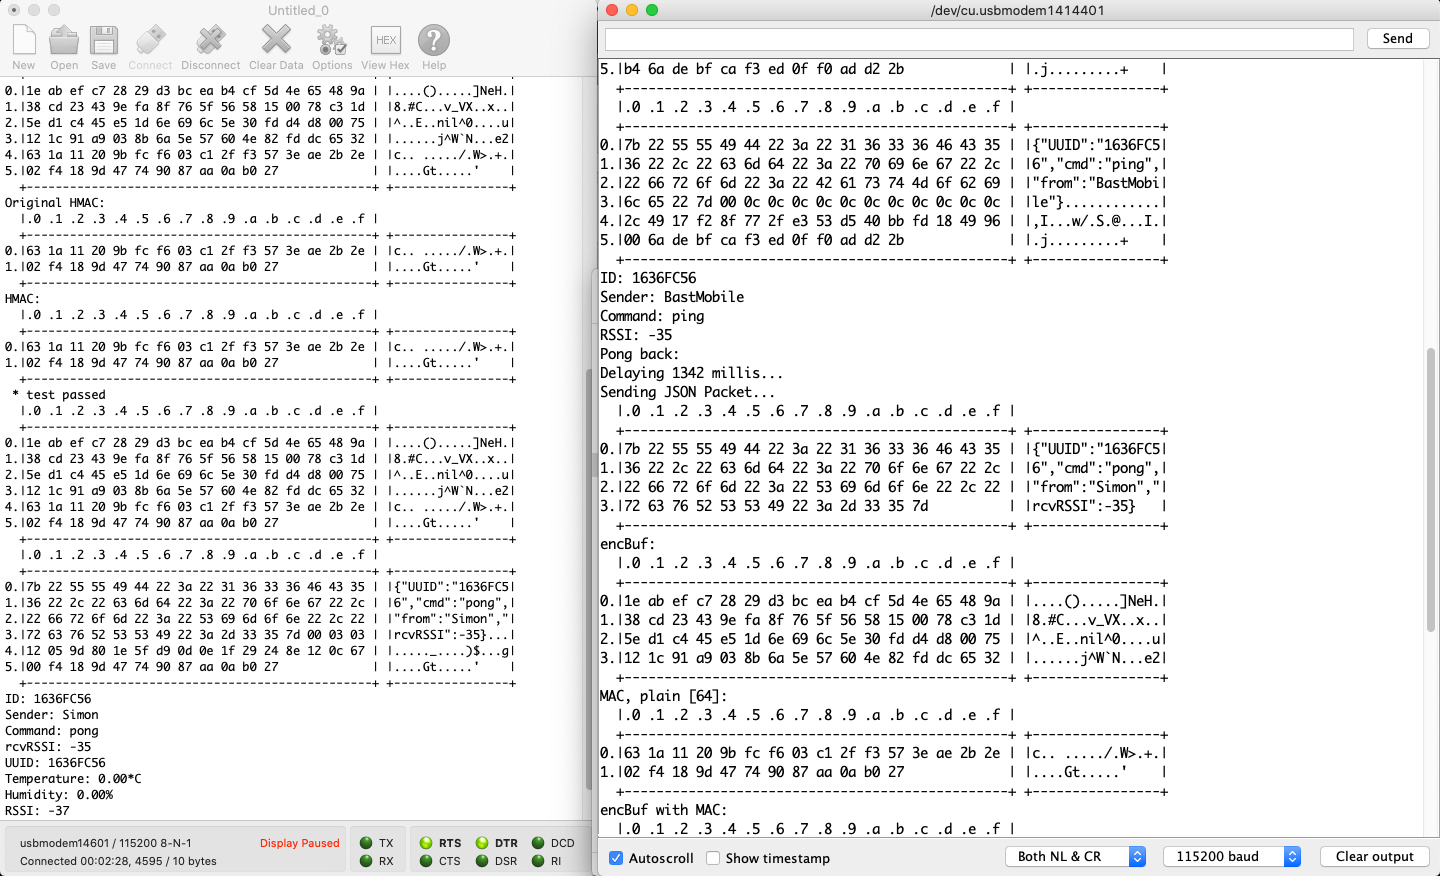 Untitled_0
New Open Save Connect Disconnect Clear Data Options View Hex Help
HEX
0.|1e ab ef c7 28 29 d3 bc ea b4 cf 5d 4e 65 48 9a | |....().....]NeH.|
1.|38 cd 23 43 9e fa 8f 76 5f 56 58 15 00 78 c3 1d | |8.#C...v_VX..x..|
2.|5e d1 c4 45 e5 1d 6e 69 6c 5e 30 fd d4 d8 00 75 | |^..E..nil^0....u|
3.|12 1c 91 a9 03 8b 6a 5e 57 60 4e 82 fd dc 65 32 | |......j^W`N...e2|
4.|63 1a 11 20 9b fc f6 03 c1 2f f3 57 3e ae 2b 2e | |c.. ...../.W>.+.|
5.|02 f4 18 9d 47 74 90 87 aa 0a b0 27 | |....Gt.....' |
+-----------------------------------------------+ +----------------+
Original HMAC:
|.0 .1 .2 .3 .4 .5 .6 .7 .8 .9 .a .b .c .d .e .f |
+-----------------------------------------------+ +----------------+
0.|63 1a 11 20 9b fc f6 03 c1 2f f3 57 3e ae 2b 2e | |c.. ...../.W>.+.|
1.|02 f4 18 9d 47 74 90 87 aa 0a b0 27 | |....Gt.....' |
+-----------------------------------------------+ +----------------+
HMAC:
|.0 .1 .2 .3 .4 .5 .6 .7 .8 .9 .a .b .c .d .e .f |
+-----------------------------------------------+ +----------------+
0.|63 1a 11 20 9b fc f6 03 c1 2f f3 57 3e ae 2b 2e | |c.. ...../.W>.+.|
1.|02 f4 18 9d 47 74 90 87 aa 0a b0 27 | |....Gt.....' |
+-----------------------------------------------+ +----------------+
* test passed
|.0 .1 .2 .3 .4 .5 .6 .7 .8 .9 .a .b .c .d .e .f |
+-----------------------------------------------+ +----------------+
0.|1e ab ef c7 28 29 d3 bc ea b4 cf 5d 4e 65 48 9a | |....().....]NeH.|
1.|38 cd 23 43 9e fa 8f 76 5f 56 58 15 00 78 c3 1d | |8.#C...v_VX..x..|
2.|5e d1 c4 45 e5 1d 6e 69 6c 5e 30 fd d4 d8 00 75 | |^..E..nil^0....u|
3.|12 1c 91 a9 03 8b 6a 5e 57 60 4e 82 fd dc 65 32 | |......j^W`N...e2|
4.|63 1a 11 20 9b fc f6 03 c1 2f f3 57 3e ae 2b 2e | |c.. ...../.W>.+.|
5.|02 f4 18 9d 47 74 90 87 aa 0a b0 27 | |....Gt.....' |
+-----------------------------------------------+ +----------------+
|.0 .1 .2 .3 .4 .5 .6 .7 .8 .9 .a .b .c .d .e .f |
+-----------------------------------------------+ +----------------+
0.|7b 22 55 55 49 44 22 3a 22 31 36 33 36 46 43 35 | |{"UUID":"1636FC5|
1.|36 22 2c 22 63 6d 64 22 3a 22 70 6f 6e 67 22 2c | |6","cmd":"pong",|
2.|22 66 72 6f 6d 22 3a 22 53 69 6d 6f 6e 22 2c 22 | |"from":"Simon","|
3.|72 63 76 52 53 53 49 22 3a 2d 33 35 7d 00 03 03 | |rcvRSSI":-35}...|
4.|12 05 9d 80 1e 5f d9 0d 0e 1f 29 24 8e 12 0c 67 | |....._....)$...g|
5.|00 f4 18 9d 47 74 90 87 aa 0a b0 27 | |....Gt.....' |
+-----------------------------------------------+ +----------------+
ID: 1636FC56
Sender: Simon
Command: pong
rcvRSSI: -35
UUID: 1636FC56
Temperature: 0.00*C
Humidity: 0.00%
RSSI: -37
usbmodem14601 / 115200 8-N-1 Display Paused
Connected 00:02:28, 4595 / 10 bytes
TX RTS DTR DCD
RX CTS DSR RI
/dev/cu.usbmodem1414401
Send
5.|b4 6a de bf ca f3 ed 0f f0 ad d2 2b | |.j.........+ |
+-----------------------------------------------+ +----------------+
|.0 .1 .2 .3 .4 .5 .6 .7 .8 .9 .a .b .c .d .e .f |
+-----------------------------------------------+ +----------------+
0.|7b 22 55 55 49 44 22 3a 22 31 36 33 36 46 43 35 | |{"UUID":"1636FC5|
1.|36 22 2c 22 63 6d 64 22 3a 22 70 69 6e 67 22 2c | |6","cmd":"ping",|
2.|22 66 72 6f 6d 22 3a 22 42 61 73 74 4d 6f 62 69 | |"from":"BastMobi|
3.|6c 65 22 7d 00 0c 0c 0c 0c 0c 0c 0c 0c 0c 0c 0c | |le"}............|
4.|2c 49 17 f2 8f 77 2f e3 53 d5 40 bb fd 18 49 96 | |,I...w/.S.@...I.|
5.|00 6a de bf ca f3 ed 0f f0 ad d2 2b | |.j.........+ |
+-----------------------------------------------+ +----------------+
ID: 1636FC56
Sender: BastMobile
Command: ping
RSSI: -35
Pong back:
Delaying 1342 millis...
Sending JSON Packet...
|.0 .1 .2 .3 .4 .5 .6 .7 .8 .9 .a .b .c .d .e .f |
+-----------------------------------------------+ +----------------+
0.|7b 22 55 55 49 44 22 3a 22 31 36 33 36 46 43 35 | |{"UUID":"1636FC5|
1.|36 22 2c 22 63 6d 64 22 3a 22 70 6f 6e 67 22 2c | |6","cmd":"pong",|
2.|22 66 72 6f 6d 22 3a 22 53 69 6d 6f 6e 22 2c 22 | |"from":"Simon","|
3.|72 63 76 52 53 53 49 22 3a 2d 33 35 7d | |rcvRSSI":-35} |
+-----------------------------------------------+ +----------------+
encBuf:
|.0 .1 .2 .3 .4 .5 .6 .7 .8 .9 .a .b .c .d .e .f |
+-----------------------------------------------+ +----------------+
0.|1e ab ef c7 28 29 d3 bc ea b4 cf 5d 4e 65 48 9a | |....().....]NeH.|
1.|38 cd 23 43 9e fa 8f 76 5f 56 58 15 00 78 c3 1d | |8.#C...v_VX..x..|
2.|5e d1 c4 45 e5 1d 6e 69 6c 5e 30 fd d4 d8 00 75 | |^..E..nil^0....u|
3.|12 1c 91 a9 03 8b 6a 5e 57 60 4e 82 fd dc 65 32 | |......j^W`N...e2|
+-----------------------------------------------+ +----------------+
MAC, plain [64]:
|.0 .1 .2 .3 .4 .5 .6 .7 .8 .9 .a .b .c .d .e .f |
+-----------------------------------------------+ +----------------+
0.|63 1a 11 20 9b fc f6 03 c1 2f f3 57 3e ae 2b 2e | |c.. ...../.W>.+.|
1.|02 f4 18 9d 47 74 90 87 aa 0a b0 27 | |....Gt.....' |
+-----------------------------------------------+ +----------------+
encBuf with MAC:
|.0 .1 .2 .3 .4 .5 .6 .7 .8 .9 .a .b .c .d .e .f |
Autoscroll Show timestamp Both NL & CR 115200 baud Clear output